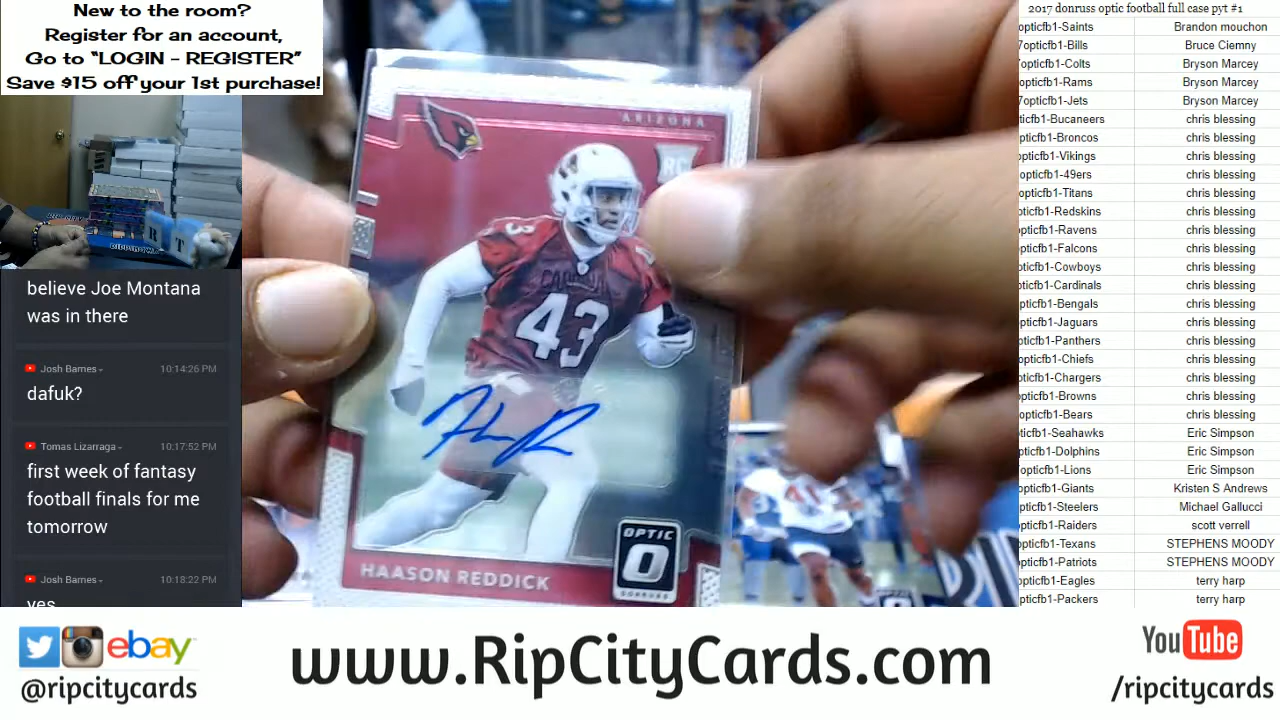 New to the room?
Register for an account,
Go to “LOGIN - REGISTER”
Save $15 off your 1st purchase!
believe Joe Montana
was in there
Josh Barnes
10:14:26 PM
dafuk?
Tomas Lizarraga
10:17:52 PM
first week of fantasy
football finals for me
tomorrow
Josh Barnes
10:18:22 PM
yes
ARIZONA
RC
43
43
OPTIC
DONRUSS
HAASON REDDICK
2017 donruss optic football full case pyt #1
opticfb1-Saints Brandon mouchon
7opticfb1-Bills Bruce Ciemny
7opticfb1-Colts Bryson Marcey
7opticfb1-Rams Bryson Marcey
7opticfb1-Jets Bryson Marcey
opticfb1-Bucaneers chris blessing
opticfb1-Broncos chris blessing
opticfb1-Vikings chris blessing
opticfb1-49ers chris blessing
opticfb1-Titans chris blessing
opticfb1-Redskins chris blessing
opticfb1-Ravens chris blessing
opticfb1-Falcons chris blessing
opticfb1-Cowboys chris blessing
opticfb1-Cardinals chris blessing
opticfb1-Bengals chris blessing
opticfb1-Jaguars chris blessing
opticfb1-Panthers chris blessing
opticfb1-Chiefs chris blessing
opticfb1-Chargers chris blessing
opticfb1-Browns chris blessing
opticfb1-Bears chris blessing
opticfb1-Seahawks Eric Simpson
opticfb1-Dolphins Eric Simpson
7opticfb1-Lions Eric Simpson
opticfb1-Giants Kristen S Andrews
opticfb1-Steelers Michael Gallucci
opticfb1-Raiders scott verrell
opticfb1-Texans STEPHENS MOODY
opticfb1-Patriots STEPHENS MOODY
opticfb1-Eagles terry harp
opticfb1-Packers terry harp
ebay
@ripcitycards
www.RipCityCards.com
YouTube
/ripcitycards